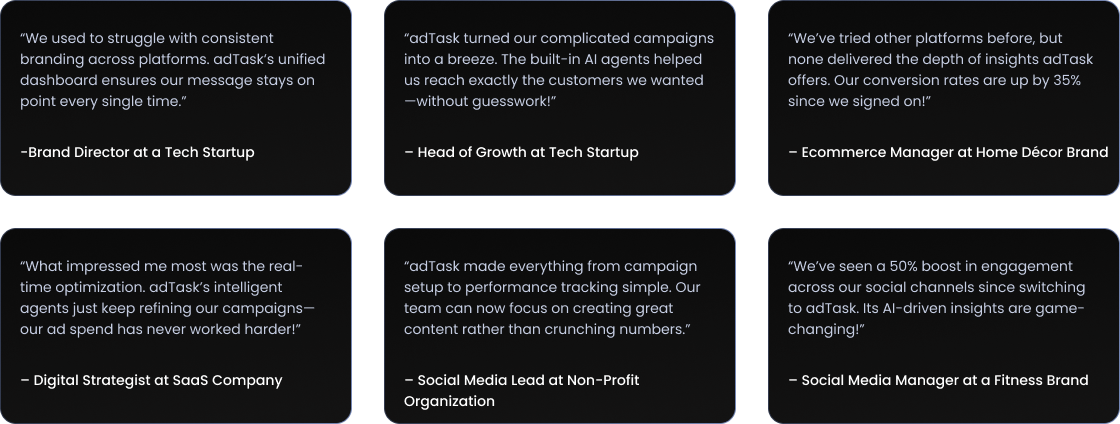 “We used to struggle with consistent
branding across platforms. adTask’s unified
dashboard ensures our message stays on
point every single time.”
-Brand Director at a Tech Startup
“adTask turned our complicated campaigns
into a breeze. The built-in AI agents helped
us reach exactly the customers we wanted
—without guesswork!”
– Head of Growth at Tech Startup
“We’ve tried other platforms before, but
none delivered the depth of insights adTask
offers. Our conversion rates are up by 35%
since we signed on!”
– Ecommerce Manager at Home Décor Brand
“What impressed me most was the real-
time optimization. adTask’s intelligent
agents just keep refining our campaigns—
our ad spend has never worked harder!”
– Digital Strategist at SaaS Company
“adTask made everything from campaign
setup to performance tracking simple. Our
team can now focus on creating great
content rather than crunching numbers.”
– Social Media Lead at Non-Profit
Organization
“We’ve seen a 50% boost in engagement
across our social channels since switching
to adTask. Its AI-driven insights are game-
changing!”
– Social Media Manager at a Fitness Brand